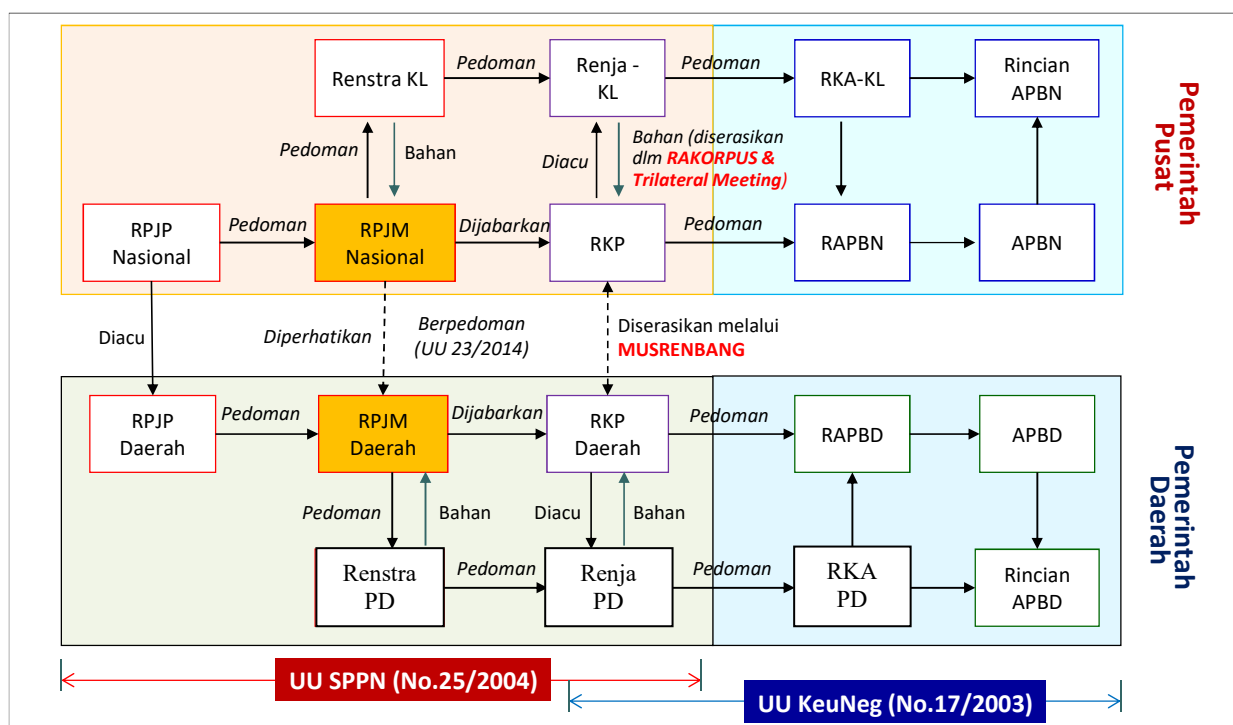 Renstra KL
Pedoman
Renja -
KL
Pedoman
RKA-KL
Rincian
APBN
Pedoman
Bahan
Diacu
Bahan (diserasikan
dlm RAKORPUS &
Trilateral Meeting)
RPJP
Nasional
Pedoman
RPJM
Nasional
Dijabarkan
RKP
Pedoman
RAPBN
APBN
Pemerintah
Pusat
Diacu
Diperhatikan
Berpedoman
(UU 23/2014)
Diserasikan melalui
MUSRENBANG
RPJP
Daerah
Pedoman
RPJM
Daerah
Dijabarkan
RKP
Daerah
Pedoman
RAPBD
APBD
Pedoman
Bahan
Diacu
Bahan
Renstra
PD
Pedoman
Renja
PD
Pedoman
RKA
PD
Rincian
APBD
Pemerintah
Daerah
UU SPPN (No.25/2004)
UU KeuNeg (No.17/2003)